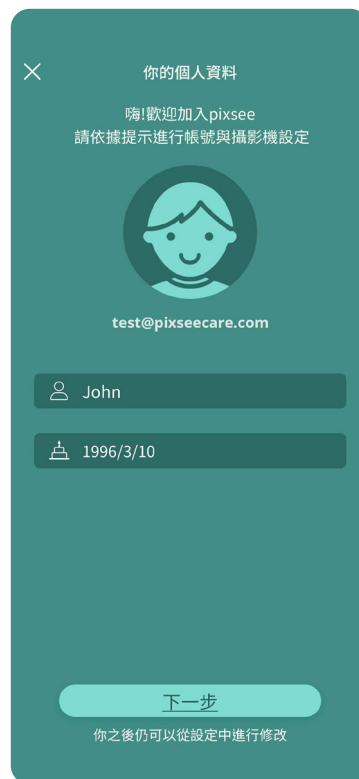 你的個人資料
嗨!歡迎加入pixsee
請依據提示進行帳號與攝影機設定
test@pixseecare.com
John
1996/3/10
下一步
你之後仍可以從設定中進行修改